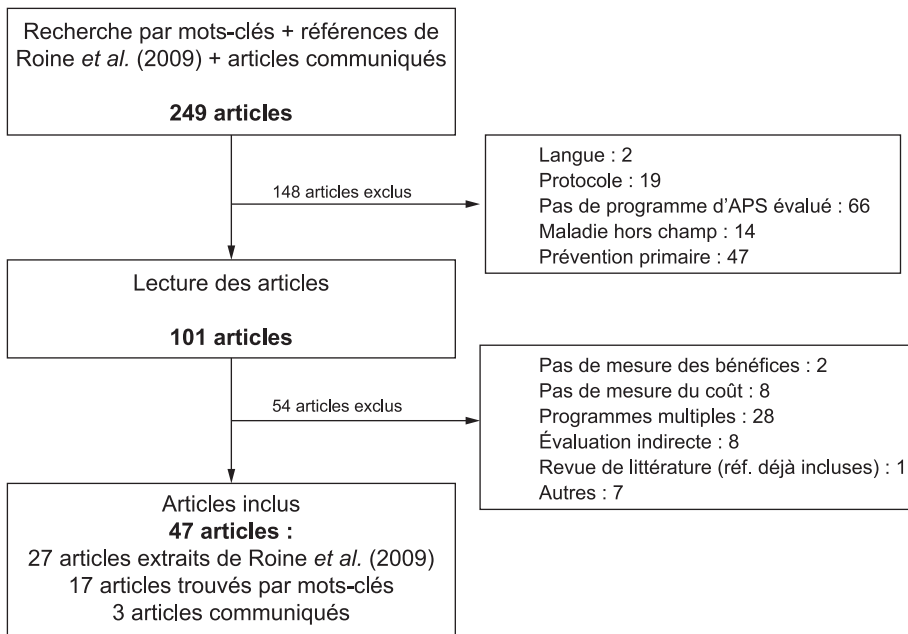 Recherche par mots-clés + références de
Roine et al. (2009) + articles communiqués
249 articles
148 articles exclus
Langue : 2
Protocole : 19
Pas de programme d'APS évalué : 66
Maladie hors champ : 14
Prévention primaire : 47
Lecture des articles
101 articles
54 articles exclus
Pas de mesure des bénéfices : 2
Pas de mesure du coût : 8
Programmes multiples : 28
Évaluation indirecte : 8
Revue de littérature (réf. déjà incluses) : 1
Autres : 7
Articles inclus
47 articles :
27 articles extraits de Roine et al. (2009)
17 articles trouvés par mots-clés
3 articles communiqués